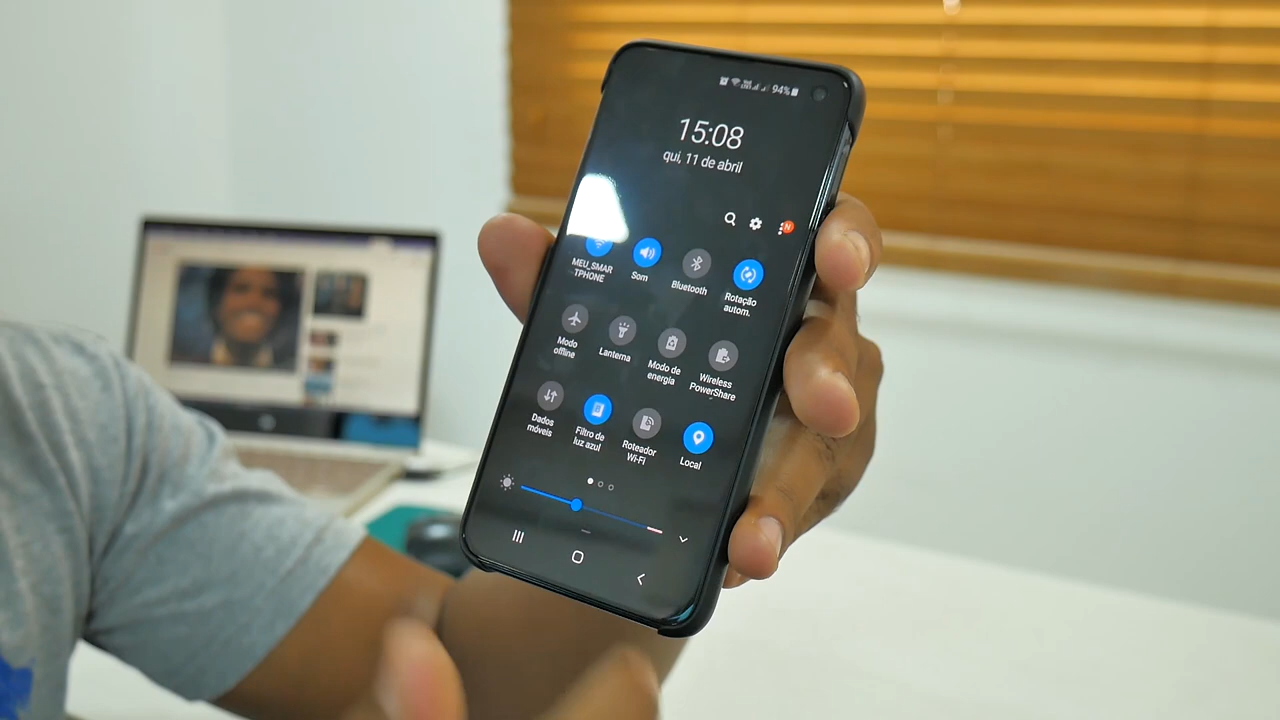 94%
15:08
qui, 11 de abril
N
MEU_SMAR
TPHONE
Som
Bluetooth
Rotação
autom.
Modo
offline
Lanterna
Modo de
energia
Wireless
PowerShare
Dados
móveis
Filtro de
luz azul
Roteador
Wi-Fi
Local